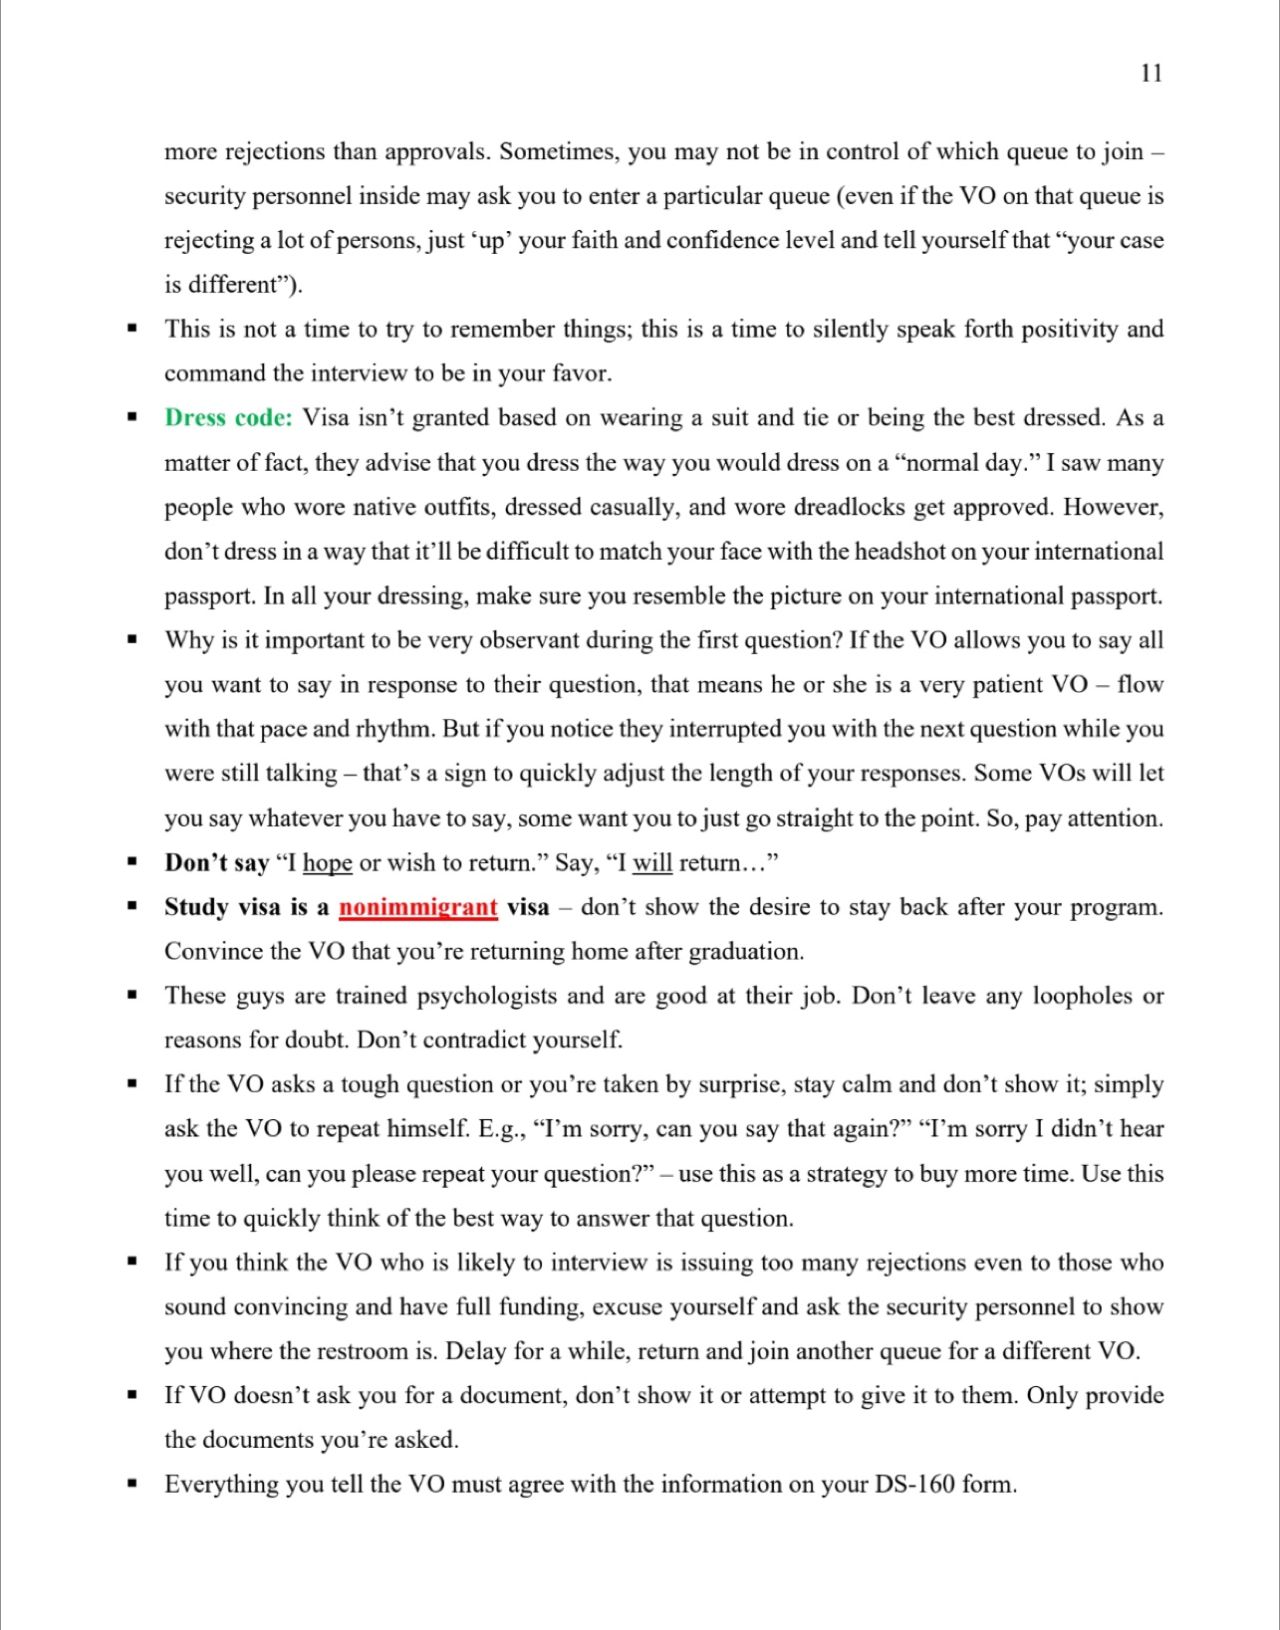 11
more rejections than approvals. Sometimes, you may not be in control of which queue to join –
security personnel inside may ask you to enter a particular queue (even if the VO on that queue is
rejecting a lot of persons, just ‘up’ your faith and confidence level and tell yourself that “your case
is different”).
▪ This is not a time to try to remember things; this is a time to silently speak forth positivity and
command the interview to be in your favor.
▪ Dress code: Visa isn’t granted based on wearing a suit and tie or being the best dressed. As a
matter of fact, they advise that you dress the way you would dress on a “normal day.” I saw many
people who wore native outfits, dressed casually, and wore dreadlocks get approved. However,
don’t dress in a way that it’ll be difficult to match your face with the headshot on your international
passport. In all your dressing, make sure you resemble the picture on your international passport.
▪ Why is it important to be very observant during the first question? If the VO allows you to say all
you want to say in response to their question, that means he or she is a very patient VO – flow
with that pace and rhythm. But if you notice they interrupted you with the next question while you
were still talking – that’s a sign to quickly adjust the length of your responses. Some VOs will let
you say whatever you have to say, some want you to just go straight to the point. So, pay attention.
▪ Don’t say “I hope or wish to return.” Say, “I will return…”
▪ Study visa is a nonimmigrant visa – don’t show the desire to stay back after your program.
Convince the VO that you’re returning home after graduation.
▪ These guys are trained psychologists and are good at their job. Don’t leave any loopholes or
reasons for doubt. Don’t contradict yourself.
▪ If the VO asks a tough question or you’re taken by surprise, stay calm and don’t show it; simply
ask the VO to repeat himself. E.g., “I’m sorry, can you say that again?” “I’m sorry I didn’t hear
you well, can you please repeat your question?” – use this as a strategy to buy more time. Use this
time to quickly think of the best way to answer that question.
▪ If you think the VO who is likely to interview is issuing too many rejections even to those who
sound convincing and have full funding, excuse yourself and ask the security personnel to show
you where the restroom is. Delay for a while, return and join another queue for a different VO.
▪ If VO doesn’t ask you for a document, don’t show it or attempt to give it to them. Only provide
the documents you’re asked.
▪ Everything you tell the VO must agree with the information on your DS-160 form.